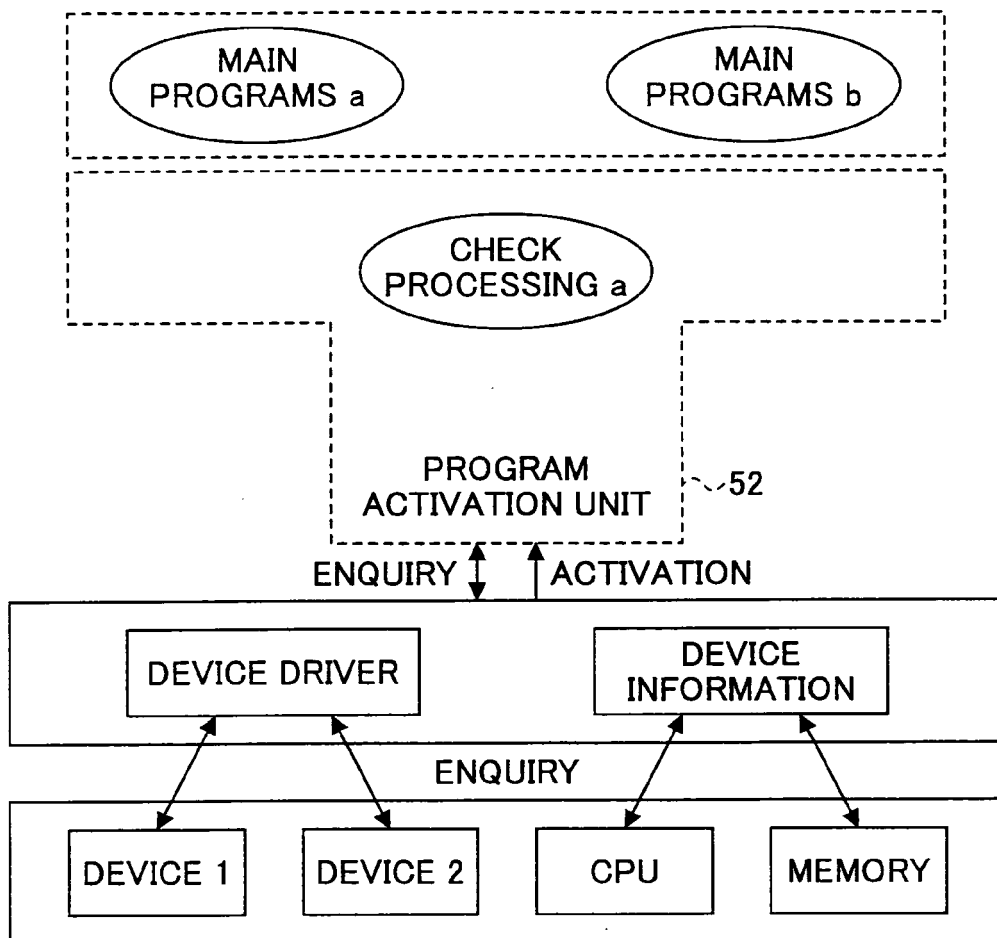 MAIN
PROGRAMS a
MAIN
PROGRAMS b
CHECK
PROCESSING a
PROGRAM
ACTIVATION UNIT
52
ENQUIRY
ACTIVATION
DEVICE DRIVER
DEVICE
INFORMATION
ENQUIRY
DEVICE 1
DEVICE 2
CPU
MEMORY